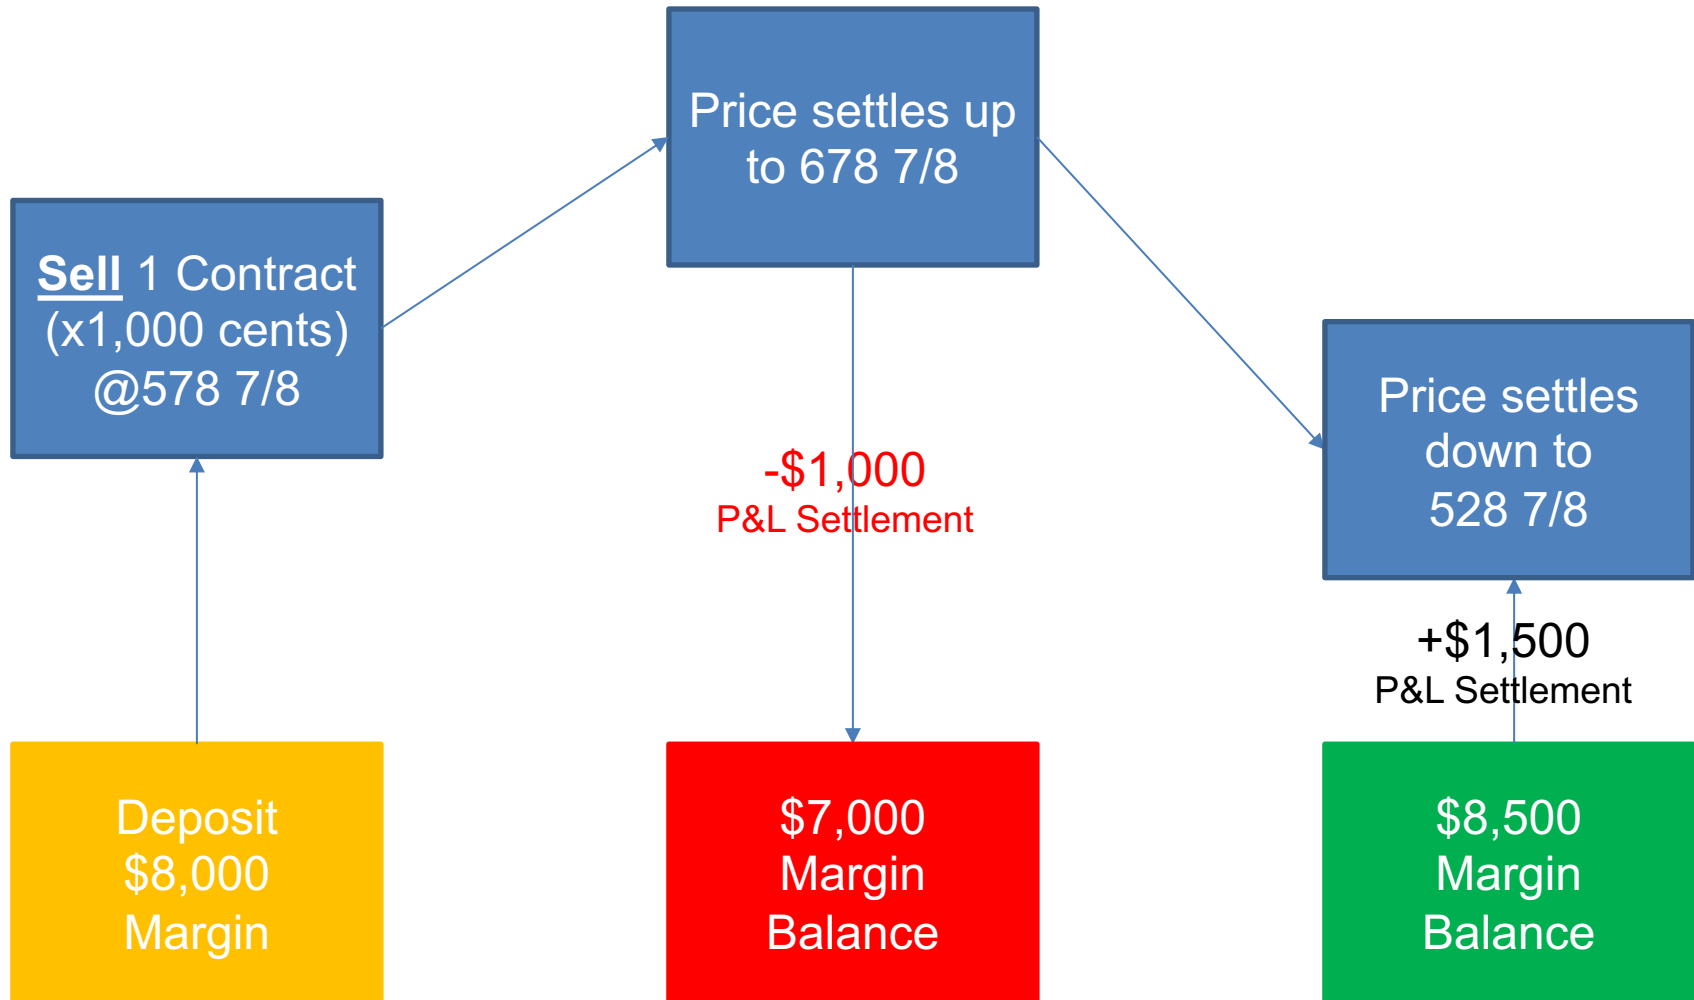 Price settles up
to 678 7/8
Sell 1 Contract
(x1,000 cents)
@578 7/8
Price settles
down to
528 7/8
-$1,000
P&L Settlement
+$1,500
P&L Settlement
Deposit
$8,000
Margin
$7,000
Margin
Balance
$8,500
Margin
Balance